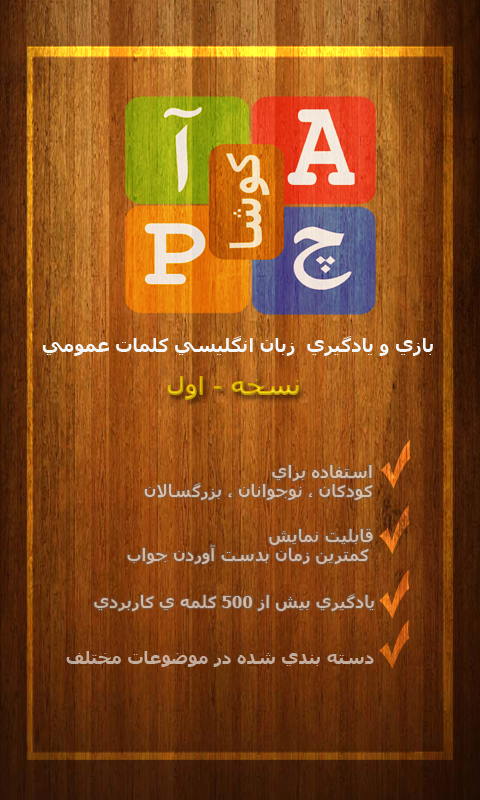 آ A
كوشا
P چ
بازي و يادگيري زبان انگليسي كلمات عمومي
نسخه - اول
استفاده براي
كودكان ، نوجوانان ، بزرگسالان
قابليت نمايش
كمترين زمان بدست آوردن جواب
يادگيري بيش از 500 كلمه ي كاربردي
دسته بندي شده در موضوعات مختلف